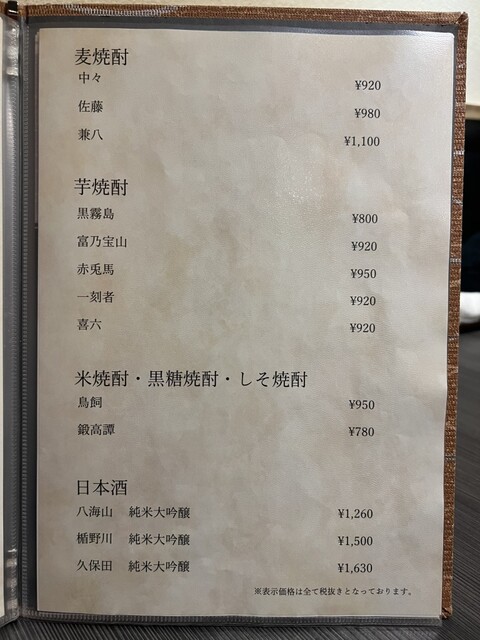 麦焼酎
中々 ¥920
佐藤 ¥980
兼八 ¥1,100
芋焼酎
黒霧島 ¥800
富乃宝山 ¥920
赤兎馬 ¥950
一刻者 ¥920
喜六 ¥920
米焼酎・黒糖焼酎・しそ焼酎
鳥飼 ¥950
鍛高譚 ¥780
日本酒
八海山 純米大吟醸 ¥1,260
楯野川 純米大吟醸 ¥1,500
久保田 純米大吟醸 ¥1,630
※表示価格は全て税抜きとなっております。